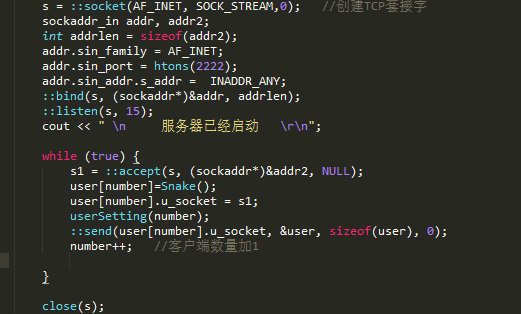 s = ::socket(AF_INET, SOCK_STREAM,0);   //创建TCP套接字
sockaddr_in addr, addr2;
int addrlen = sizeof(addr2);
addr.sin_family = AF_INET;
addr.sin_port = htons(2222);
addr.sin_addr.s_addr =  INADDR_ANY;
::bind(s, (sockaddr*)&addr, addrlen);
::listen(s, 15);
cout << " \n     服务器已经启动   \r\n";
while (true) {
s1 = ::accept(s, (sockaddr*)&addr2, NULL);
user[number]=Snake();
user[number].u_socket = s1;
userSetting(number);
::send(user[number].u_socket, &user, sizeof(user), 0);
number++;   //客户端数量加1
}
close(s);